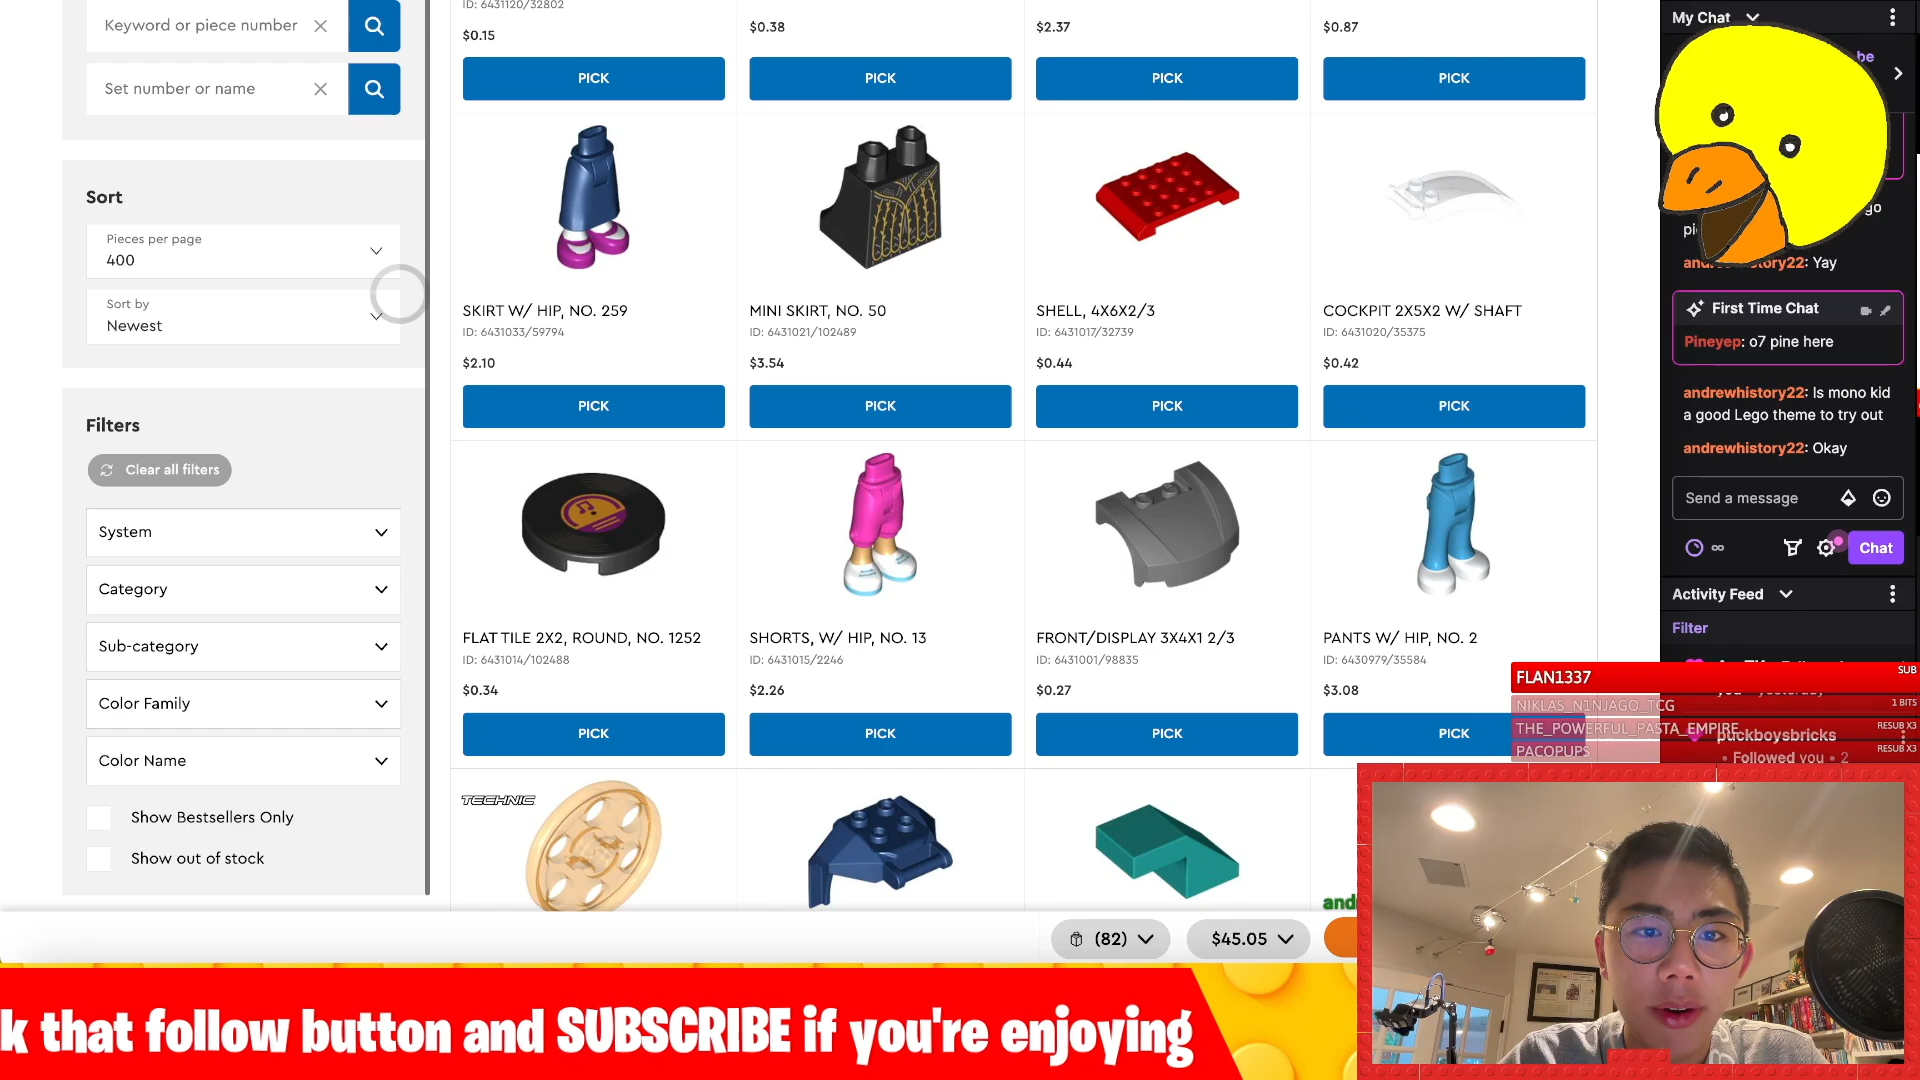 ID: 6431120/32802
Keyword or piece number
$0.15
$0.38
$2.37
$0.87
PICK
PICK
PICK
PICK
Set number or name
Sort
Pieces per page
400
Sort by
Newest
SKIRT W/ HIP, NO. 259
ID: 6431033/59794
$2.10
PICK
MINI SKIRT, NO. 50
ID: 6431021/102489
$3.54
PICK
SHELL, 4X6X2/3
ID: 6431017/32739
$0.44
PICK
COCKPIT 2X5X2 W/ SHAFT
ID: 6431020/35375
$0.42
PICK
Filters
Clear all filters
System
Category
Sub-category
Color Family
Color Name
Show Bestsellers Only
Show out of stock
FLAT TILE 2X2, ROUND, NO. 1252
ID: 6431014/102488
$0.34
PICK
SHORTS, W/ HIP, NO. 13
ID: 6431015/2246
$2.26
PICK
FRONT/DISPLAY 3X4X1 2/3
ID: 6431001/98835
$0.27
PICK
PANTS W/ HIP, NO. 2
ID: 6430979/35584
$3.08
PICK
TECHNIC
(82)
$45.05
k that follow button and SUBSCRIBE if you're enjoying
My Chat
be
go
Yay
First Time Chat
Pineyep: o7 pine here
andrewhistory22: Is mono kid
a good Lego theme to try out
andrewhistory22: Okay
Send a message
Chat
Activity Feed
Filter
FLAN1337 SUB
NIKLAS_N1NJAGO_TCG 1 BITS
THE_POWERFUL_PASTA_EMPIRE RESUB X3
PACOPUPS RESUB X3
puckboysbricks
• Followed you • 2